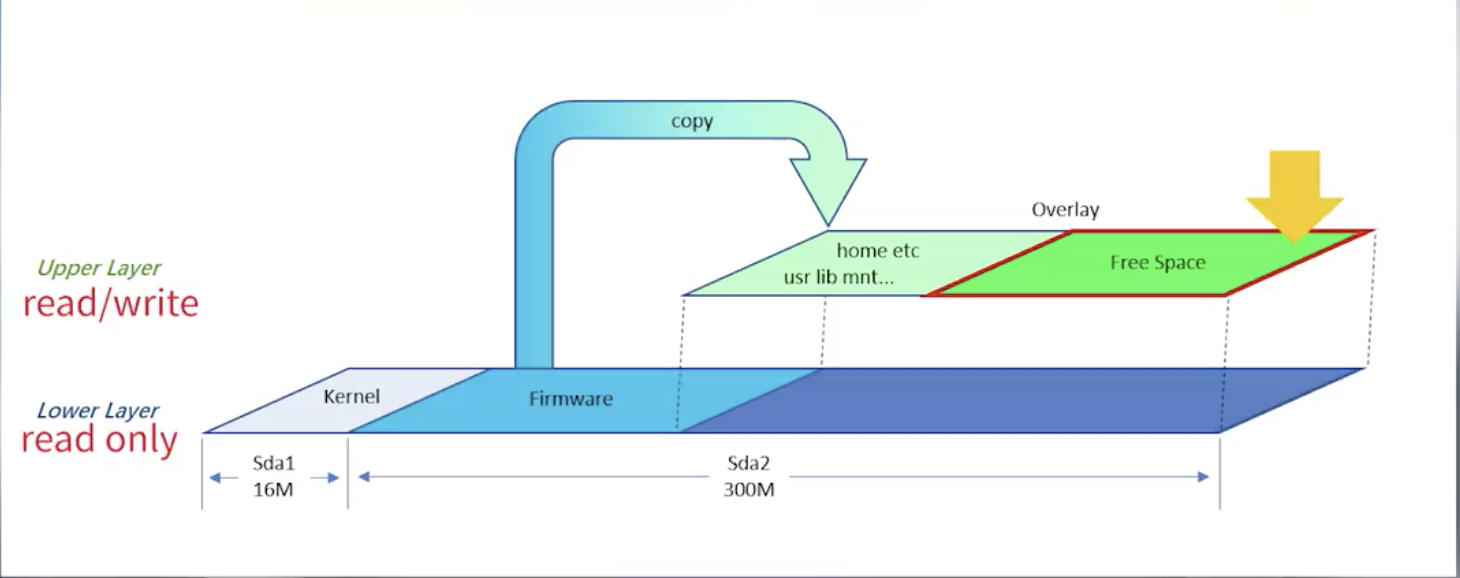 copy
Overlay
home etc
usr lib mnt...
Free Space
Upper Layer
read/write
Kernel
Firmware
Lower Layer
read only
Sda1
16M
Sda2
300M